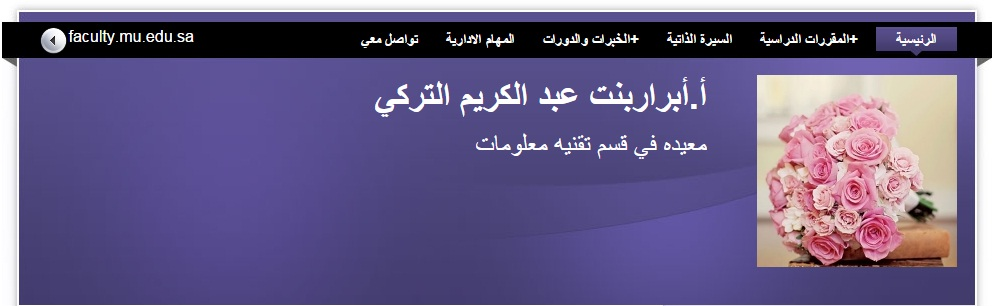 الرئيسية +المقررات الدراسية السيرة الذاتية +الخبرات والدورات المهام الادارية تواصل معي faculty.mu.edu.sa
أ.أبراربنت عبد الكريم التركي
معيده في قسم تقنيه معلومات